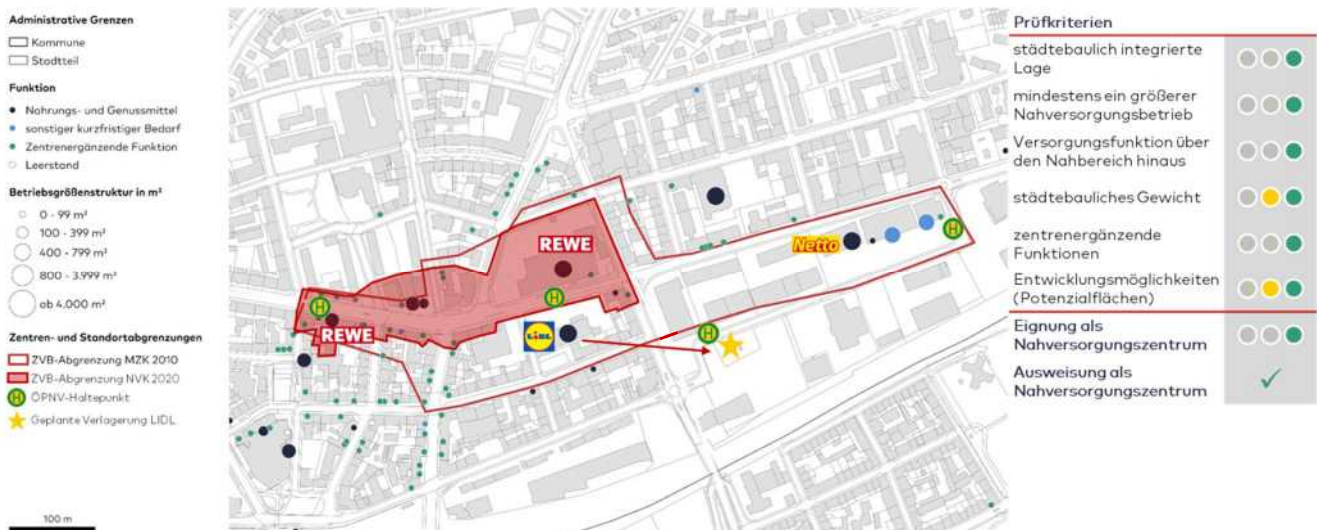 Administrative Grenzen
Kommune
Stadtteil
Funktion
Nahrungs- und Genussmittel
sonstiger kurzfristiger Bedarf
Zentrenergänzende Funktion
Leerstand
Betriebsgrößenstruktur in m²
0 - 99 m²
100 - 399 m²
400 - 799 m²
800 - 3.999 m²
ab 4.000 m²
Zentren- und Standortabgrenzungen
ZVB-Abgrenzung MZK 2010
ZVB-Abgrenzung NVK 2020
H ÖPNV-Haltepunkt
Geplante Verlagerung LIDL
100 m
REWE
Netto
H
H
H
REWE
LIDL
H
Prüfkriterien
städtebaulich integrierte
Lage
mindestens ein größerer
Nahversorgungsbetrieb
Versorgungsfunktion über
den Nahbereich hinaus
städtebauliches Gewicht
zentrenergänzende
Funktionen
Entwicklungsmöglichkeiten
(Potenzialflächen)
Eignung als
Nahversorgungszentrum
Ausweisung als
Nahversorgungszentrum